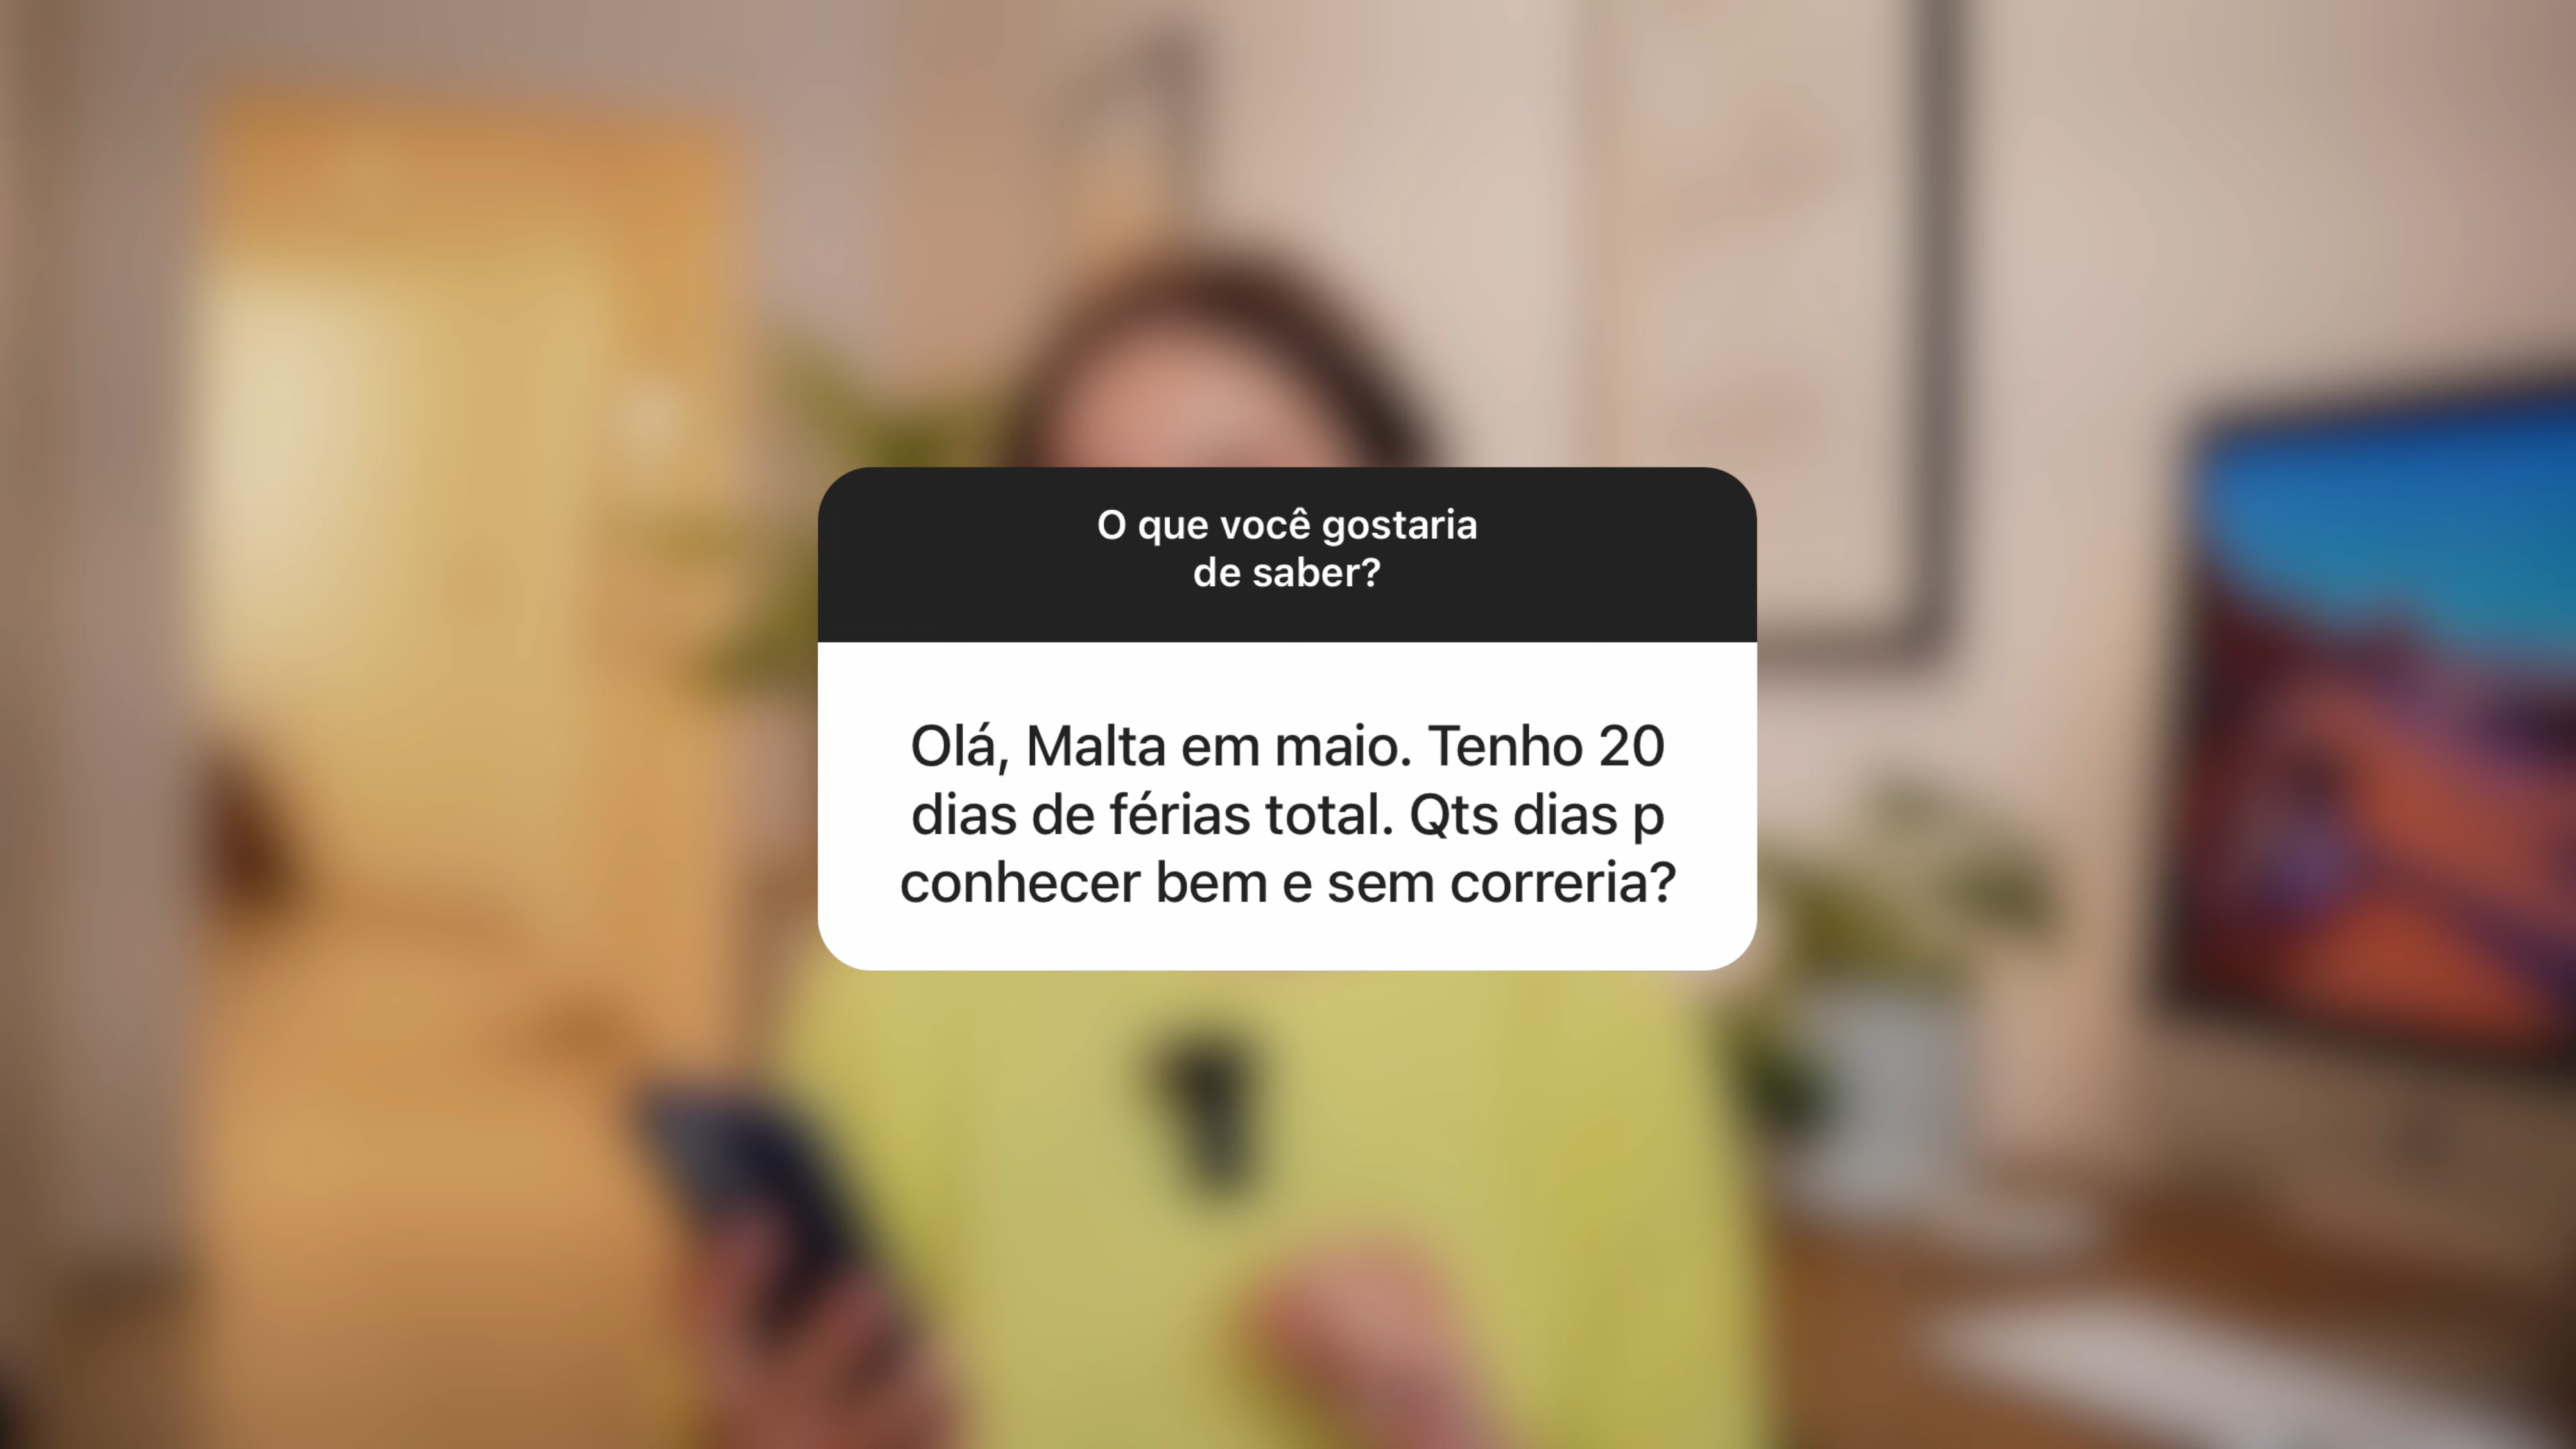 O que você gostaria
de saber?
Olá, Malta em maio. Tenho 20
dias de férias total. Qts dias p
conhecer bem e sem correria?